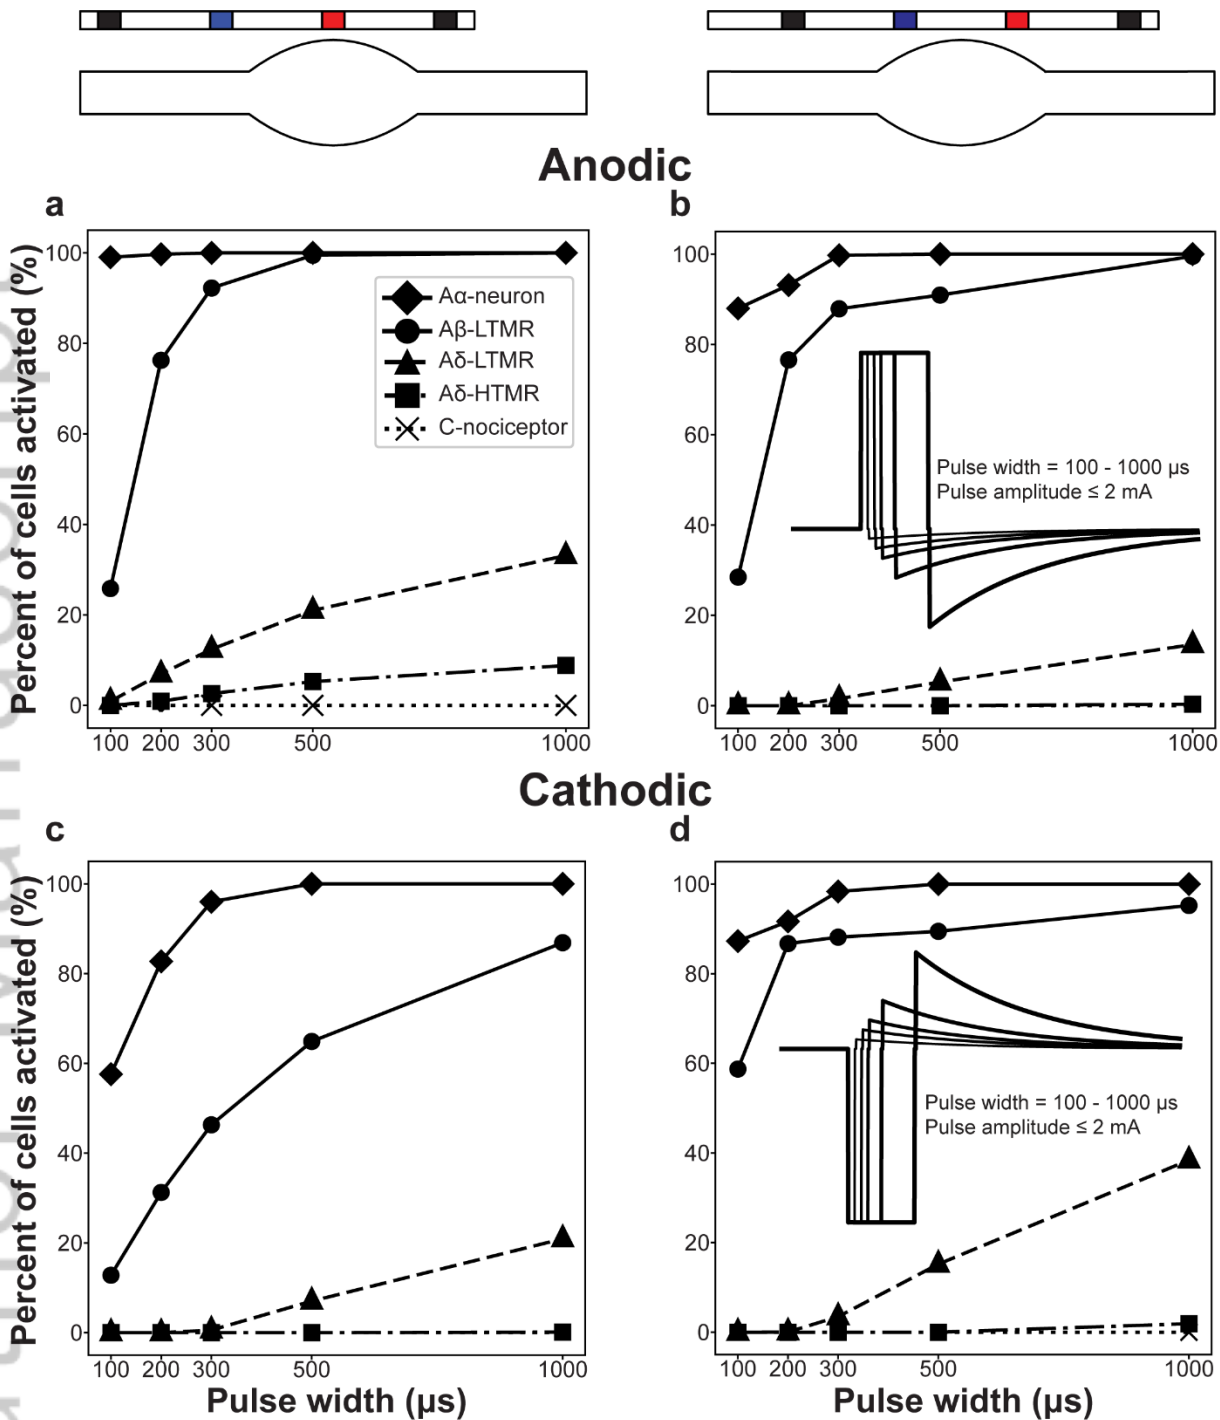 Anodic
a
b
Percent of cells activated (%)
100
80
60
40
20
0
Aα-neuron
Aβ-LTMR
Aδ-LTMR
Aδ-HTMR
C-nociceptor
100 200 300 500 1000
100
80
60
40
20
0
Pulse width = 100 - 1000 µs
Pulse amplitude ≤ 2 mA
100 200 300 500 1000
Cathodic
c
d
Percent of cells activated (%)
100
80
60
40
20
0
100 200 300 500 1000
Pulse width (µs)
100
80
60
40
20
0
Pulse width = 100 - 1000 µs
Pulse amplitude ≤ 2 mA
100 200 300 500 1000
Pulse width (µs)